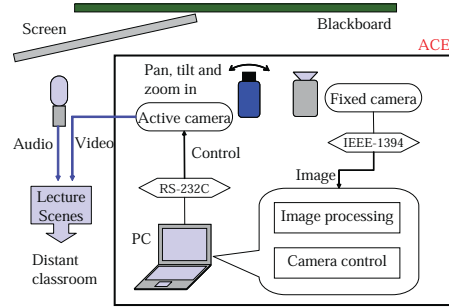 Screen
Blackboard
ACE
Pan, tilt and
zoom in
Active camera
Fixed camera
Audio
Video
Control
IEEE-1394
Image
RS-232C
Lecture
Scenes
PC
Image processing
Camera control
Distant
classroom